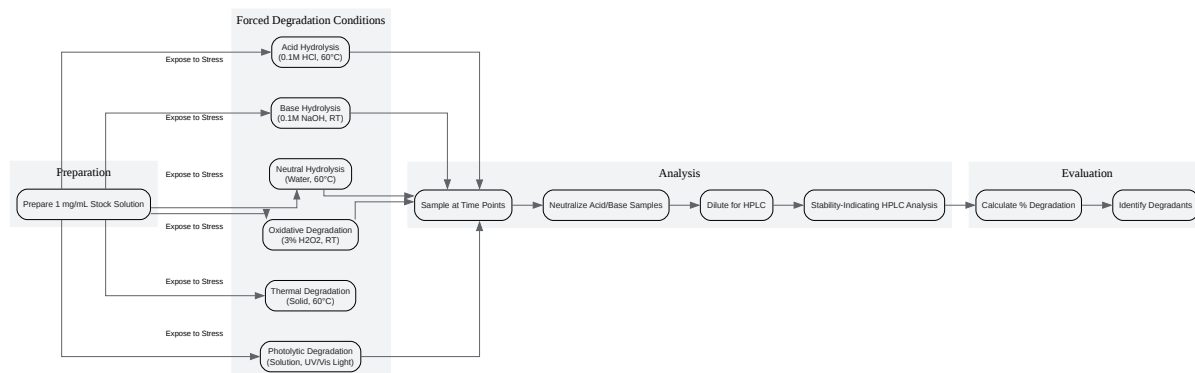 Forced Degradation Conditions
Acid Hydrolysis
(0.1M HCl, 60°C)
Expose to Stress
Base Hydrolysis
(0.1M NaOH, RT)
Expose to Stress
Neutral Hydrolysis
(Water, 60°C)
Expose to Stress
Preparation
Prepare 1 mg/mL Stock Solution
Expose to Stress
Oxidative Degradation
(3% H2O2, RT)
Expose to Stress
Thermal Degradation
(Solid, 60°C)
Expose to Stress
Photolytic Degradation
(Solution, UV/Vis Light)
Analysis
Sample at Time Points
Neutralize Acid/Base Samples
Dilute for HPLC
Stability-Indicating HPLC Analysis
Evaluation
Calculate % Degradation
Identify Degradants